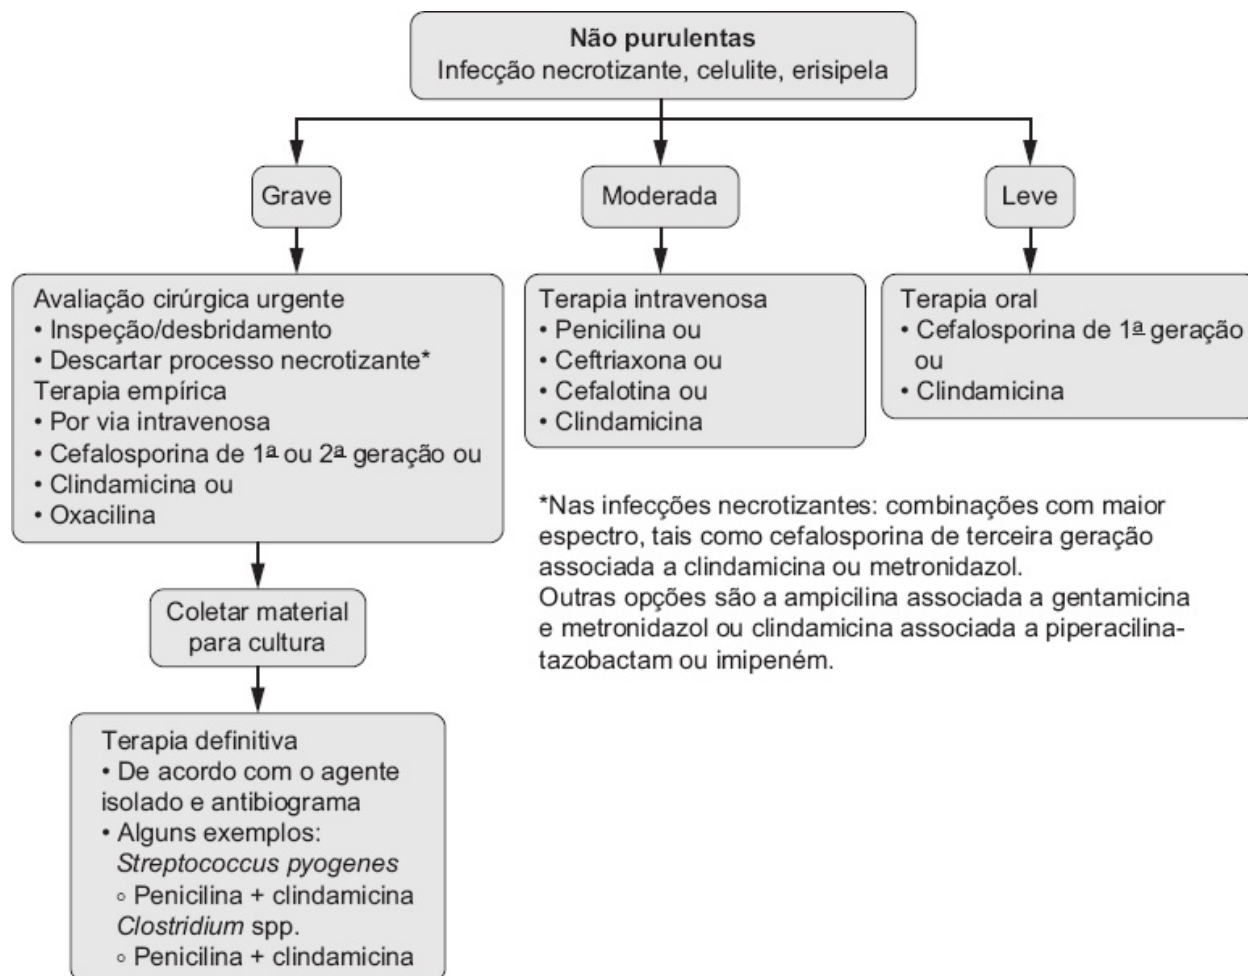 Não purulentas
Infecção necrotizante, celulite, erisipela
Grave
Moderada
Leve
Avaliação cirúrgica urgente
• Inspeção/desbridamento
• Descartar processo necrotizante*
Terapia empírica
• Por via intravenosa
• Cefalosporina de 1ª ou 2ª geração ou
• Clindamicina ou
• Oxacilina
Terapia intravenosa
• Penicilina ou
• Ceftriaxona ou
• Cefalotina ou
• Clindamicina
Terapia oral
• Cefalosporina de 1ª geração
ou
• Clindamicina
*Nas infecções necrotizantes: combinações com maior
espectro, tais como cefalosporina de terceira geração
associada a clindamicina ou metronidazol.
Outras opções são a ampicilina associada a gentamicina
e metronidazol ou clindamicina associada a piperacilina-
tazobactam ou imipeném.
Coletar material
para cultura
Terapia definitiva
• De acordo com o agente
isolado e antibiograma
• Alguns exemplos:
Streptococcus pyogenes
◦ Penicilina + clindamicina
Clostridium spp.
◦ Penicilina + clindamicina